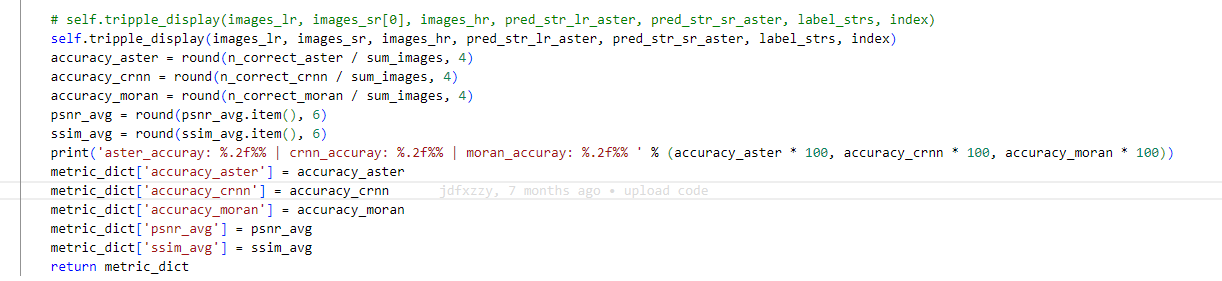 # self.tripple_display(images_lr, images_sr[0], images_hr, pred_str_lr_aster, pred_str_sr_aster, label_strs, index)
self.tripple_display(images_lr, images_sr, images_hr, pred_str_lr_aster, pred_str_sr_aster, label_strs, index)
accuracy_aster = round(n_correct_aster / sum_images, 4)
accuracy_crnn = round(n_correct_crnn / sum_images, 4)
accuracy_moran = round(n_correct_moran / sum_images, 4)
psnr_avg = round(psnr_avg.item(), 6)
ssim_avg = round(ssim_avg.item(), 6)
print('aster_accuray: %.2f%% | crnn_accuray: %.2f%% | moran_accuray: %.2f%% ' % (accuracy_aster * 100, accuracy_crnn * 100, accuracy_moran * 100))
metric_dict['accuracy_aster'] = accuracy_aster
metric_dict['accuracy_crnn'] = accuracy_crnn jdfxzzy, 7 months ago • upload code
metric_dict['accuracy_moran'] = accuracy_moran
metric_dict['psnr_avg'] = psnr_avg
metric_dict['ssim_avg'] = ssim_avg
return metric_dict